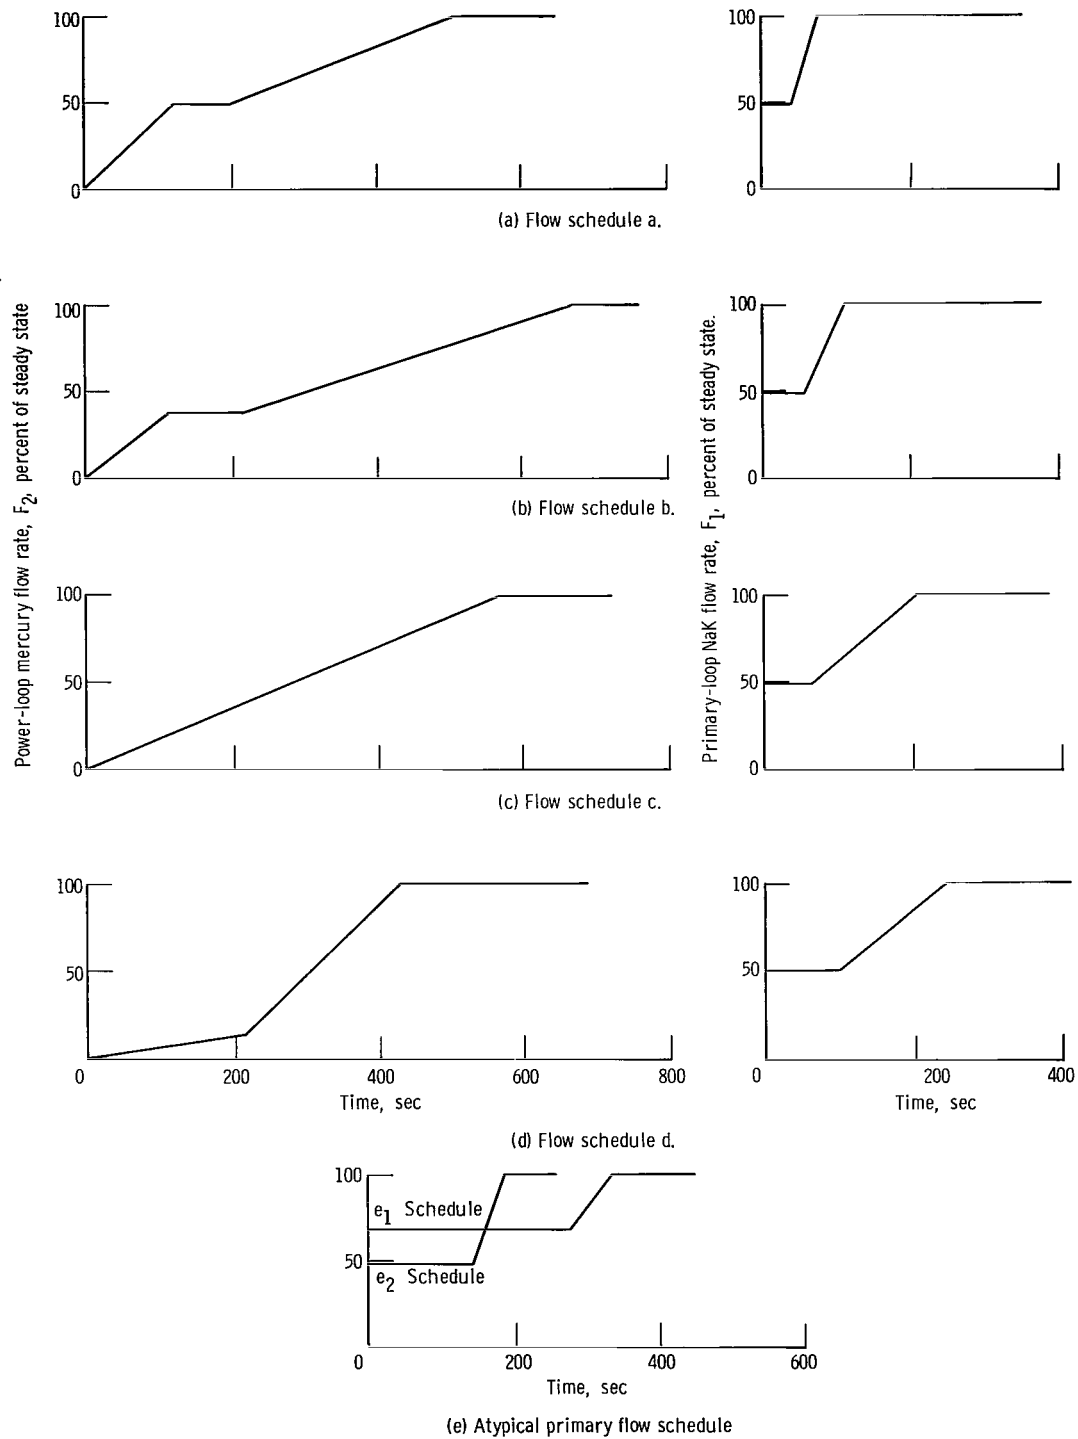 Power-loop mercury flow rate, F2, percent of steady state
Primary-loop NaK flow rate, F1, percent of steady state.
100
50
0
100
50
0
(a) Flow schedule a.
100
50
0
100
50
0
(b) Flow schedule b.
100
50
0
100
50
0
(c) Flow schedule c.
100
50
100
50
0 200 400 600 800
0 200 400
Time, sec
Time, sec
(d) Flow schedule d.
100
e1 Schedule
50
e2 Schedule
0 200 400 600
Time, sec
(e) Atypical primary flow schedule